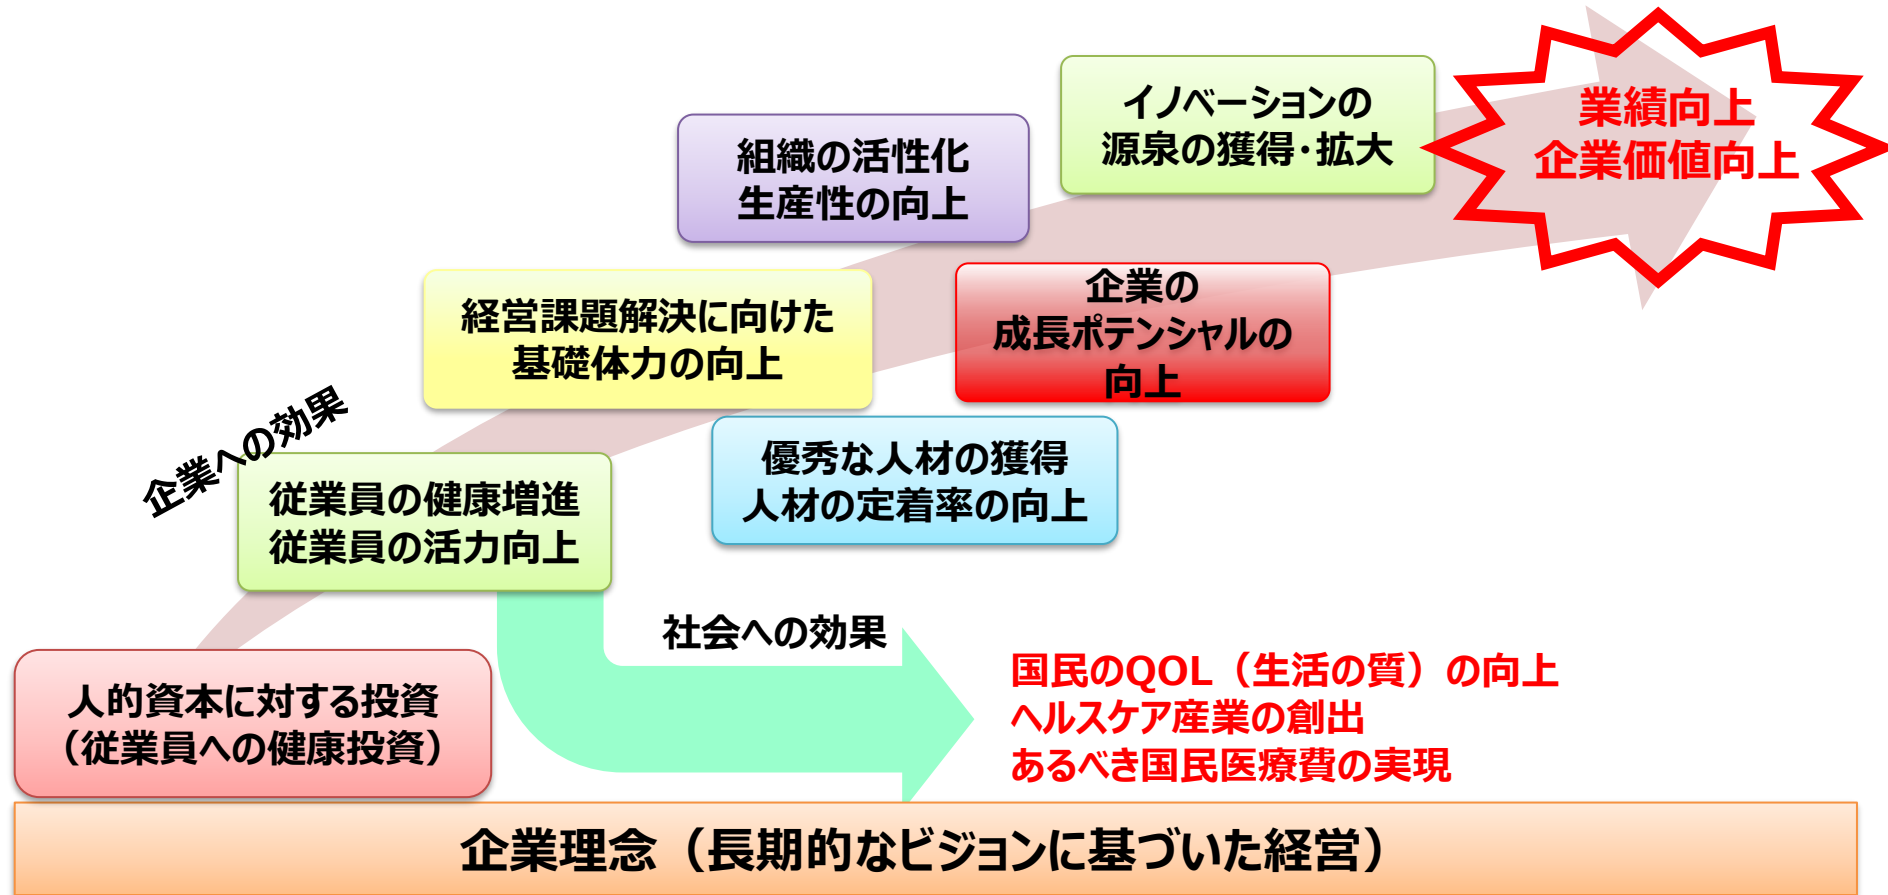 業績向上
企業価値向上
イノベーションの
源泉の獲得・拡大
組織の活性化
生産性の向上
企業の
成長ポテンシャルの
向上
経営課題解決に向けた
基礎体力の向上
優秀な人材の獲得
人材の定着率の向上
企業への効果
従業員の健康増進
従業員の活力向上
社会への効果
国民のQOL（生活の質）の向上
ヘルスケア産業の創出
あるべき国民医療費の実現
人的資本に対する投資
（従業員への健康投資）
企業理念（長期的なビジョンに基づいた経営）